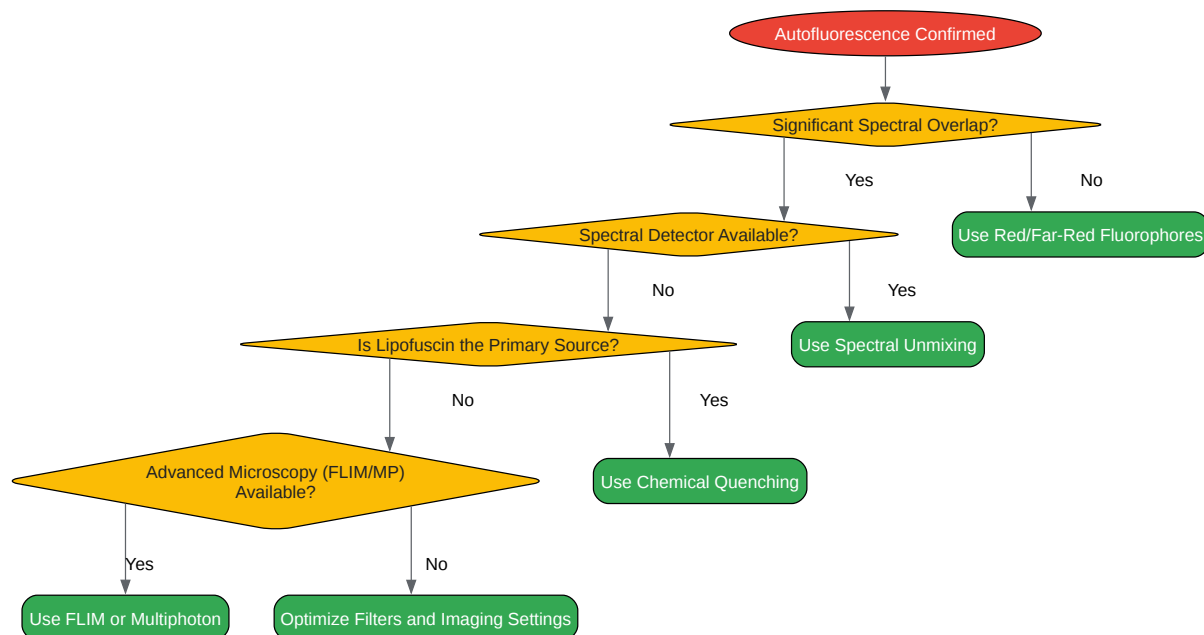 Autofluorescence Confirmed
Significant Spectral Overlap?
Yes
No
Spectral Detector Available?
Use Red/Far-Red Fluorophores
No
Yes
Is Lipofuscin the Primary Source?
Use Spectral Unmixing
No
Yes
Advanced Microscopy (FLIM/MP)
Available?
Use Chemical Quenching
Yes
No
Use FLIM or Multiphoton
Optimize Filters and Imaging Settings